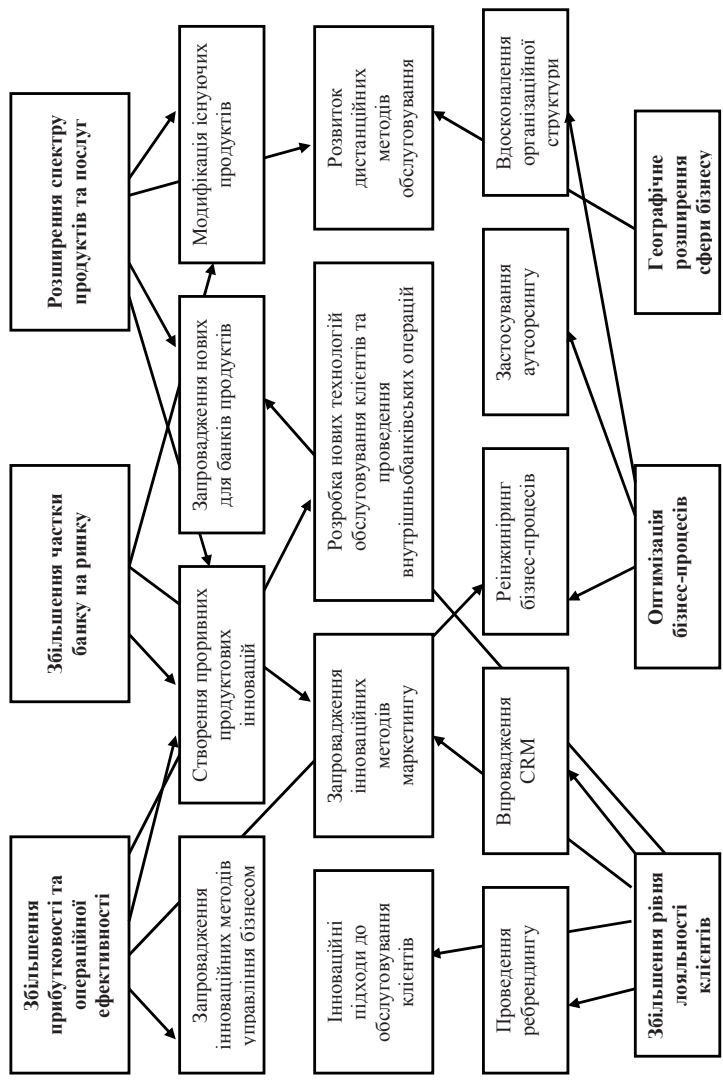 Збільшення
прибутковості та
операційної
ефективності
Збільшення частки
банку на ринку
Розширення спектру
продуктів та послуг
Запровадження
інноваційних методів
управління бізнесом
Створення проривних
продуктових
інновацій
Запровадження нових
для банків продуктів
Модифікація існуючих
продуктів
Інноваційні
підходи до
обслуговування
клієнтів
Запровадження
інноваційних
методів
маркетингу
Розробка нових технологій
обслуговування клієнтів та
проведення
внутрішньобанківських операцій
Розвиток
дистанційних
методів
обслуговування
Проведення
ребрендингу
Впровадження
CRM
Реінжиніринг
бізнес-процесів
Застосування
аутсорсингу
Вдосконалення
організаційної
структури
Збільшення рівня
лояльності
клієнтів
Оптимізація
бізнес-процесів
Географічне
розширення
сфери бізнесу